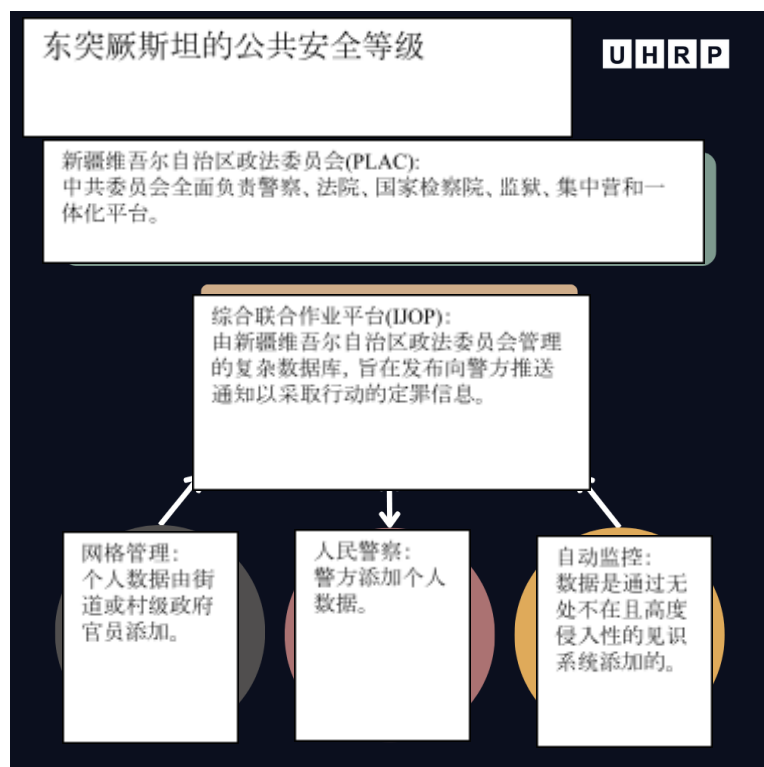 东突厥斯坦的公共安全等级
UHRP
新疆维吾尔自治区政法委员会(PLAC):
中共委员会全面负责警察、法院、国家检察院、监狱、集中营和一
体化平台。
综合联合作业平台(IJOP):
由新疆维吾尔自治区政法委员会管理
的复杂数据库, 旨在发布向警方推送
通知以采取行动的定罪信息。
网格管理:
个人数据由街
道或村级政府
官员添加。
人民警察:
警方添加个人
数据。
自动监控:
数据是通过无
处不在且高度
侵入性的见识
系统添加的。